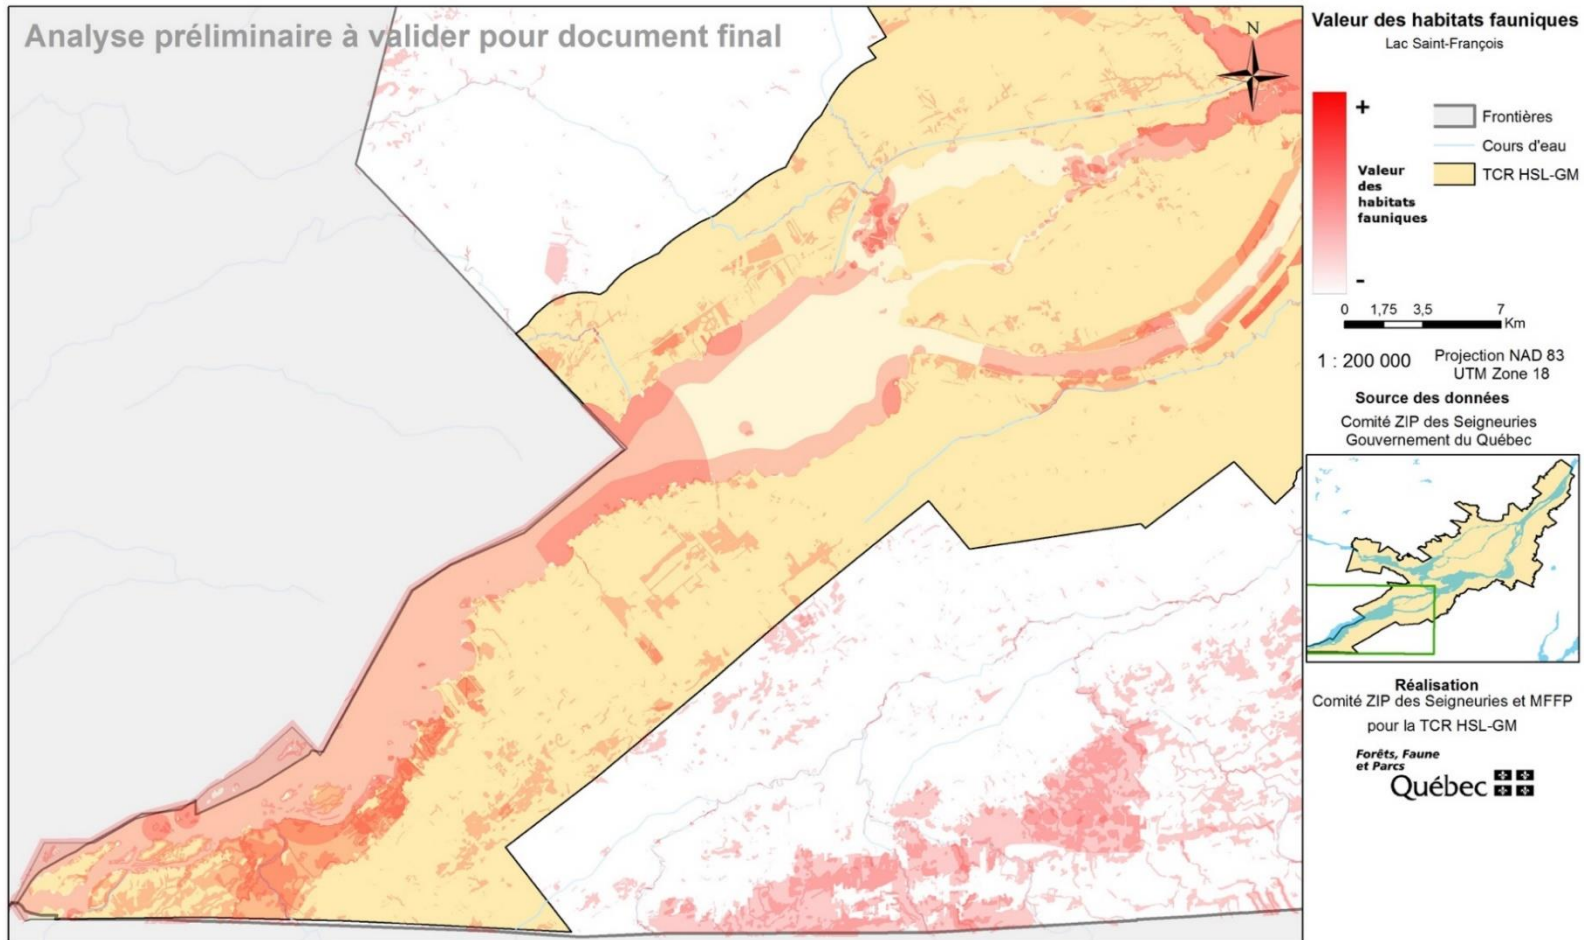 Analyse préliminaire à valider pour document final
N
Valeur des habitats fauniques
Lac Saint-François
+
Valeur
des
habitats
fauniques
-
Frontières
Cours d'eau
TCR HSL-GM
0 1,75 3,5 7
Km
1 : 200 000
Projection NAD 83
UTM Zone 18
Source des données
Comité ZIP des Seigneuries
Gouvernement du Québec
Réalisation
Comité ZIP des Seigneuries et MFFP
pour la TCR HSL-GM
Forêts, Faune
et Parcs
Québec